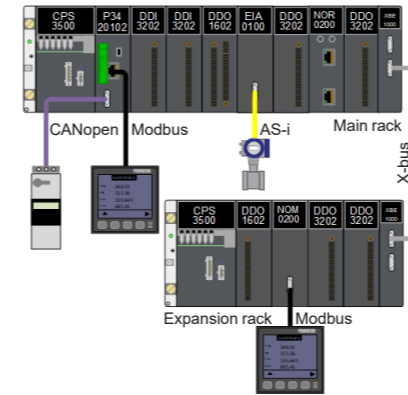 CPS P34 DDI DDI DDO EIA DDO NOR DDO XBE
3500 20102 3202 3202 1602 0100 3202 0200 3202 1000
CANopen Modbus AS-i Main rack
X-bus
CPS DDO NOM DDO DDO XBE
3500 1602 0200 3202 3202 1000
Expansion rack Modbus